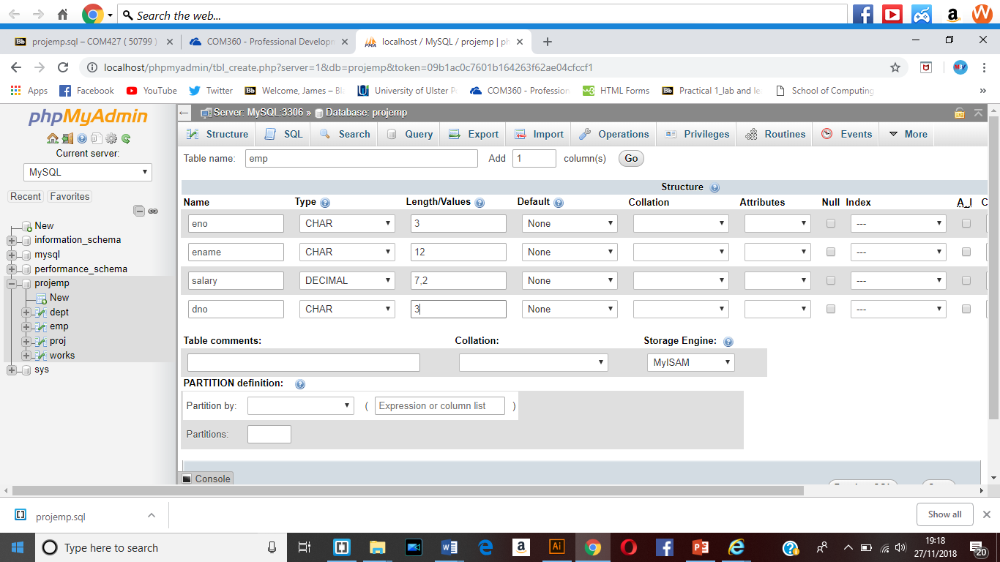 Search the web...
projemp.sql – COM427 ( 50799 )
COM360 - Professional Developm
localhost / MySQL / projemp | ph
localhost/phpmyadmin/tbl_create.php?server=1&db=projemp&token=09b1ac0c7601b164263f62ae04cfccf1
Apps Facebook YouTube Twitter Welcome, James – Bl University of Ulster P COM360 - Profession HTML Forms Practical 1_lab and le School of Computing »
phpMyAdmin
Current server:
MySQL
Recent Favorites
New
information_schema
mysql
performance_schema
projemp
New
dept
emp
proj
works
sys
Server: MySQL:3306 » Database: projemp
Structure SQL Search Query Export Import Operations Privileges Routines Events More
Table name: emp Add 1 column(s) Go
Structure
Name Type Length/Values Default Collation Attributes Null Index A_I C
eno CHAR 3 None ---
ename CHAR 12 None ---
salary DECIMAL 7,2 None ---
dno CHAR 3 None ---
Table comments: Collation: Storage Engine:
MyISAM
PARTITION definition:
Partition by: ( Expression or column list )
Partitions:
Console
projemp.sql Show all
Type here to search
19:18
27/11/2018
20